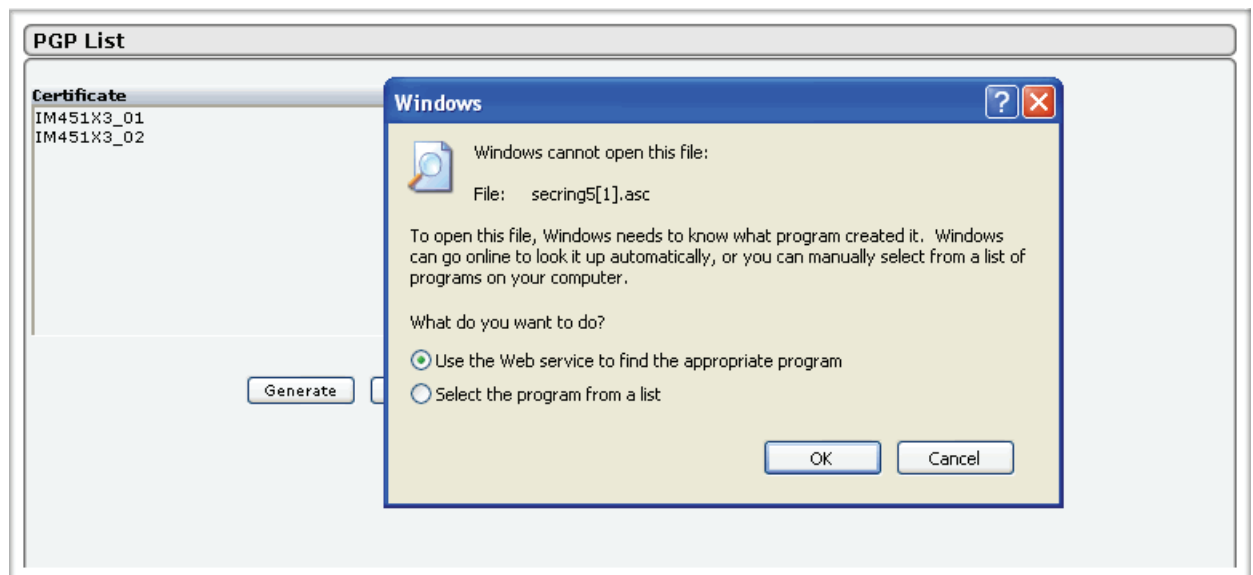 PGP List
Certificate
IM451X3_01
IM451X3_02
Generate
Windows
Windows cannot open this file:
File: secring5[1].asc
To open this file, Windows needs to know what program created it. Windows
can go online to look it up automatically, or you can manually select from a list of
programs on your computer.
What do you want to do?
Use the Web service to find the appropriate program
Select the program from a list
OK
Cancel